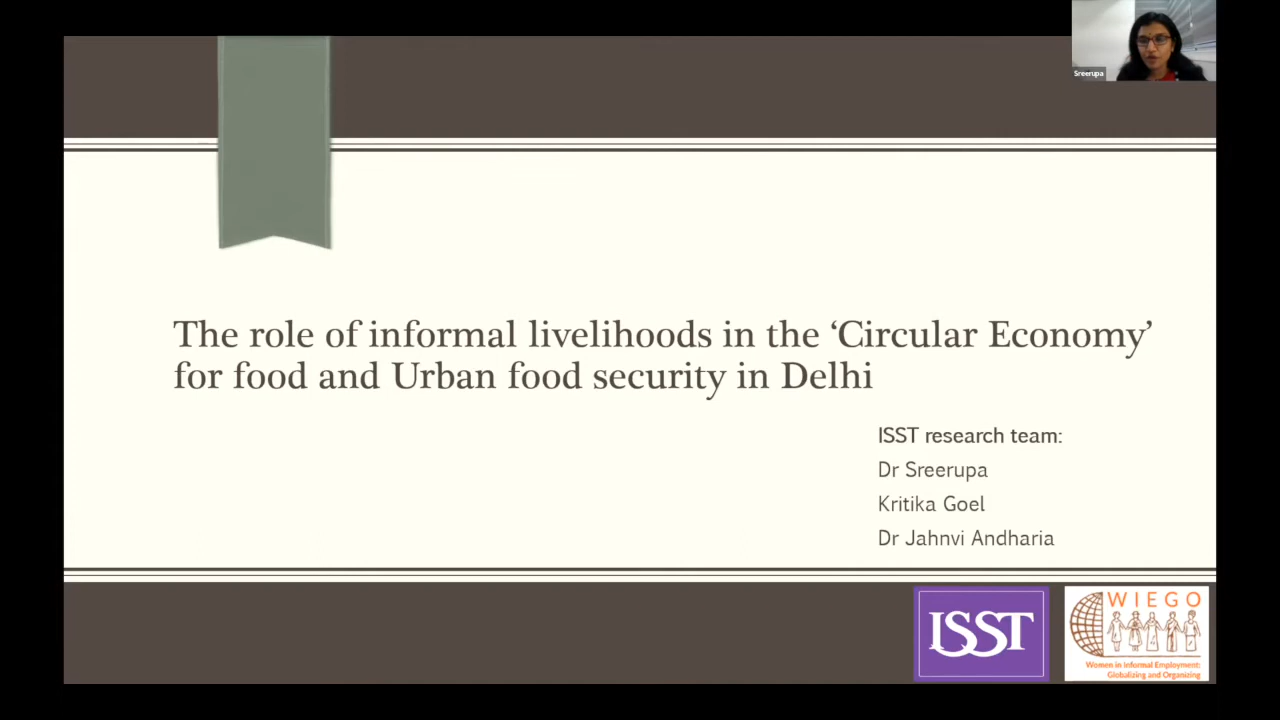 Sreerupa
The role of informal livelihoods in the ‘Circular Economy’
for food and Urban food security in Delhi
ISST research team:
Dr Sreerupa
Kritika Goel
Dr Jahnvi Andharia
ISST
WIEGO
Women in Informal Employment:
Globalizing and Organizing